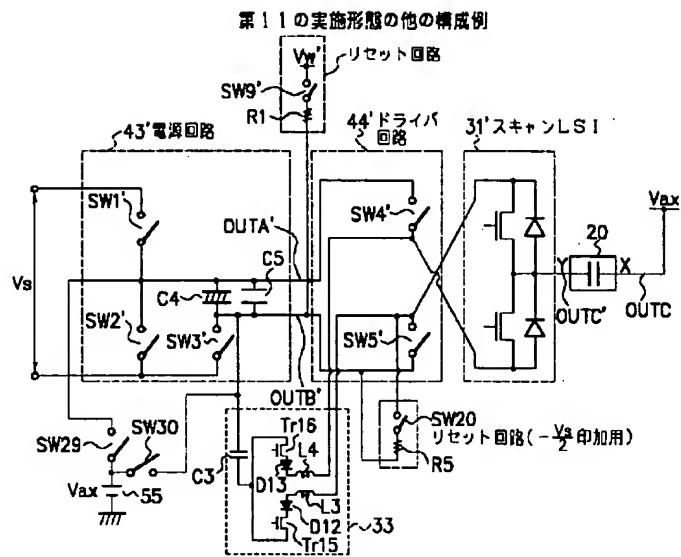 第11の実施形態の他の構成例
Vw'
リセット回路
SW9'
R1
43'電源回路
44'ドライバ
回路
31'スキャンLSI
SW1'
SW4'
Vax
OUTA'
20
Vs
C5
C4
Y
X
OUTC
OUTC'
SW2'
SW3'
SW5'
OUTB'
SW29
SW30
Tr16
L4
SW20
リセット回路(-Vs/2印加用)
C3
D13
R5
Vax
55
L3
D12
33
Tr15